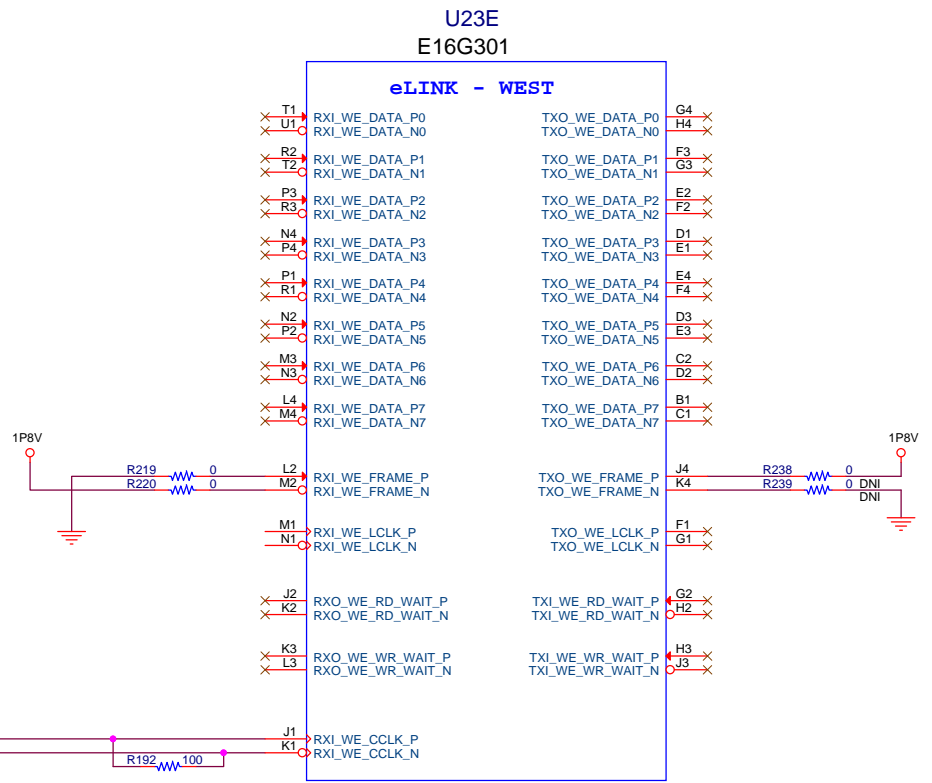 U23E
E16G301
eLINK - WEST
T1 RXI_WE_DATA_P0 TXO_WE_DATA_P0 G4
U1 RXI_WE_DATA_N0 TXO_WE_DATA_N0 H4
R2 RXI_WE_DATA_P1 TXO_WE_DATA_P1 F3
T2 RXI_WE_DATA_N1 TXO_WE_DATA_N1 G3
P3 RXI_WE_DATA_P2 TXO_WE_DATA_P2 E2
R3 RXI_WE_DATA_N2 TXO_WE_DATA_N2 F2
N4 RXI_WE_DATA_P3 TXO_WE_DATA_P3 D1
P4 RXI_WE_DATA_N3 TXO_WE_DATA_N3 E1
P1 RXI_WE_DATA_P4 TXO_WE_DATA_P4 E4
R1 RXI_WE_DATA_N4 TXO_WE_DATA_N4 F4
N2 RXI_WE_DATA_P5 TXO_WE_DATA_P5 D3
P2 RXI_WE_DATA_N5 TXO_WE_DATA_N5 E3
M3 RXI_WE_DATA_P6 TXO_WE_DATA_P6 C2
N3 RXI_WE_DATA_N6 TXO_WE_DATA_N6 D2
L4 RXI_WE_DATA_P7 TXO_WE_DATA_P7 B1
M4 RXI_WE_DATA_N7 TXO_WE_DATA_N7 C1
1P8V 1P8V
R219 0 L2 RXI_WE_FRAME_P TXO_WE_FRAME_P J4 R238 0
R220 0 M2 RXI_WE_FRAME_N TXO_WE_FRAME_N K4 R239 0 DNI
DNI
M1 RXI_WE_LCLK_P TXO_WE_LCLK_P F1
N1 RXI_WE_LCLK_N TXO_WE_LCLK_N G1
J2 RXO_WE_RD_WAIT_P TXI_WE_RD_WAIT_P G2
K2 RXO_WE_RD_WAIT_N TXI_WE_RD_WAIT_N H2
K3 RXO_WE_WR_WAIT_P TXI_WE_WR_WAIT_P H3
L3 RXO_WE_WR_WAIT_N TXI_WE_WR_WAIT_N J3
J1 RXI_WE_CCLK_P
K1 RXI_WE_CCLK_N
R192 100